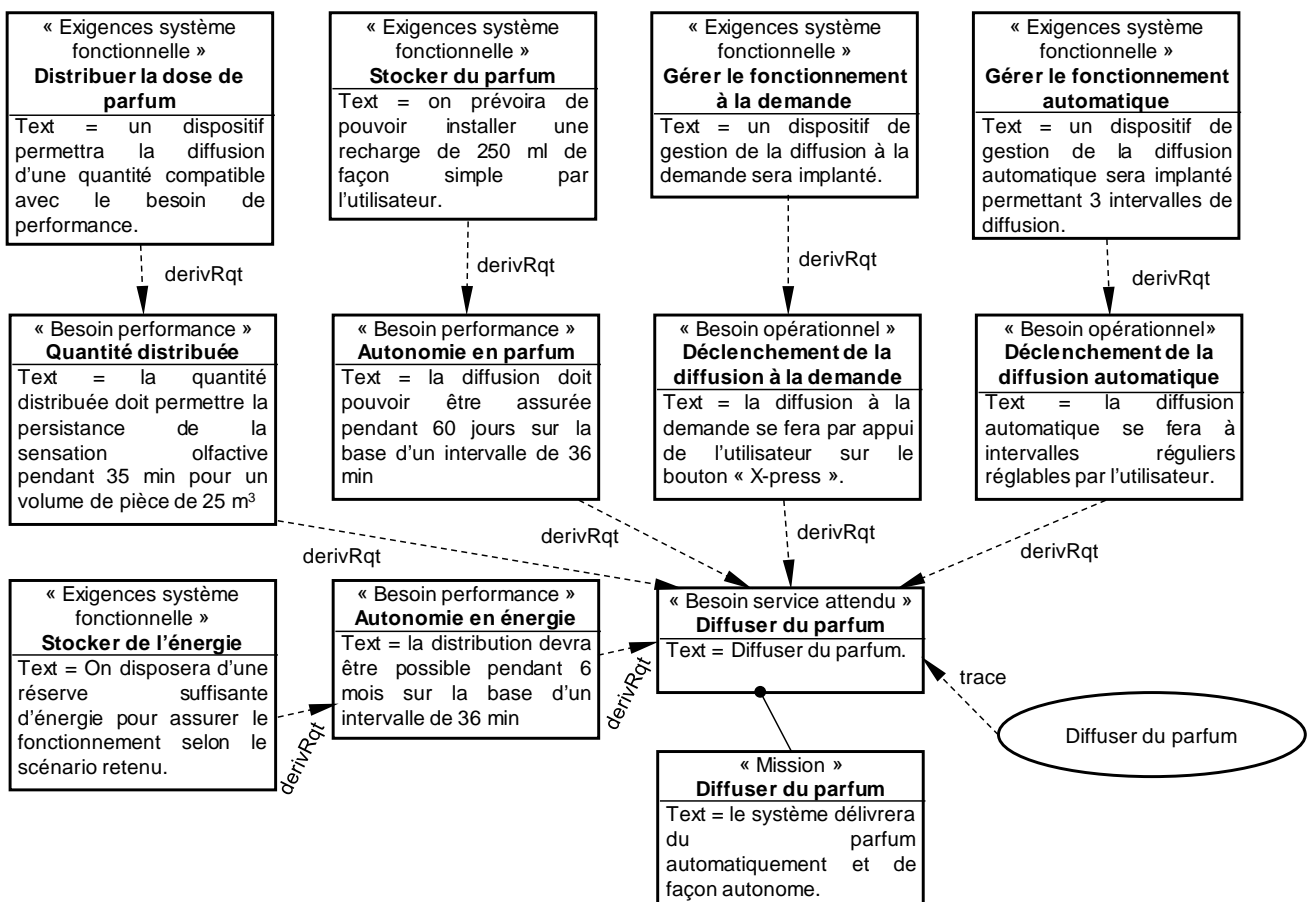 « Exigences système
fonctionnelle »
Distribuer la dose de
parfum
Text = un dispositif
permettra la diffusion
d'une quantité compatible
avec le besoin de
performance.
« Exigences système
fonctionnelle »
Stocker du parfum
Text = on prévoira de
pouvoir installer une
recharge de 250 ml de
façon simple par
l'utilisateur.
« Exigences système
fonctionnelle »
Gérer le fonctionnement
à la demande
Text = un dispositif de
gestion de la diffusion à la
demande sera implanté.
« Exigences système
fonctionnelle »
Gérer le fonctionnement
automatique
Text = un dispositif de
gestion de la diffusion
automatique sera implanté
permettant 3 intervalles de
diffusion.
derivRqt
derivRqt
derivRqt
derivRqt
« Besoin performance »
Quantité distribuée
Text = la quantité
distribuée doit permettre la
persistance de la
sensation olfactive
pendant 35 min pour un
volume de pièce de 25 m³
« Besoin performance »
Autonomie en parfum
Text = la diffusion doit
pouvoir être assurée
pendant 60 jours sur la
base d'un intervalle de 36
min
« Besoin opérationnel »
Déclenchement de la
diffusion à la demande
Text = la diffusion à la
demande se fera par appui
de l'utilisateur sur le
bouton « X-press ».
« Besoin opérationnel»
Déclenchement de la
diffusion automatique
Text = la diffusion
automatique se fera à
intervalles réguliers
réglables par l'utilisateur.
derivRqt
derivRqt
derivRqt
derivRqt
« Exigences système
fonctionnelle »
Stocker de l'énergie
Text = On disposera d'une
réserve suffisante
d'énergie pour assurer le
fonctionnement selon le
scénario retenu.
derivRqt
« Besoin performance »
Autonomie en énergie
Text = la distribution devra
être possible pendant 6
mois sur la base d'un
intervalle de 36 min
derivRqt
« Besoin service attendu »
Diffuser du parfum
Text = Diffuser du parfum.
trace
Diffuser du parfum
« Mission »
Diffuser du parfum
Text = le système délivrera
du parfum
automatiquement et de
façon autonome.